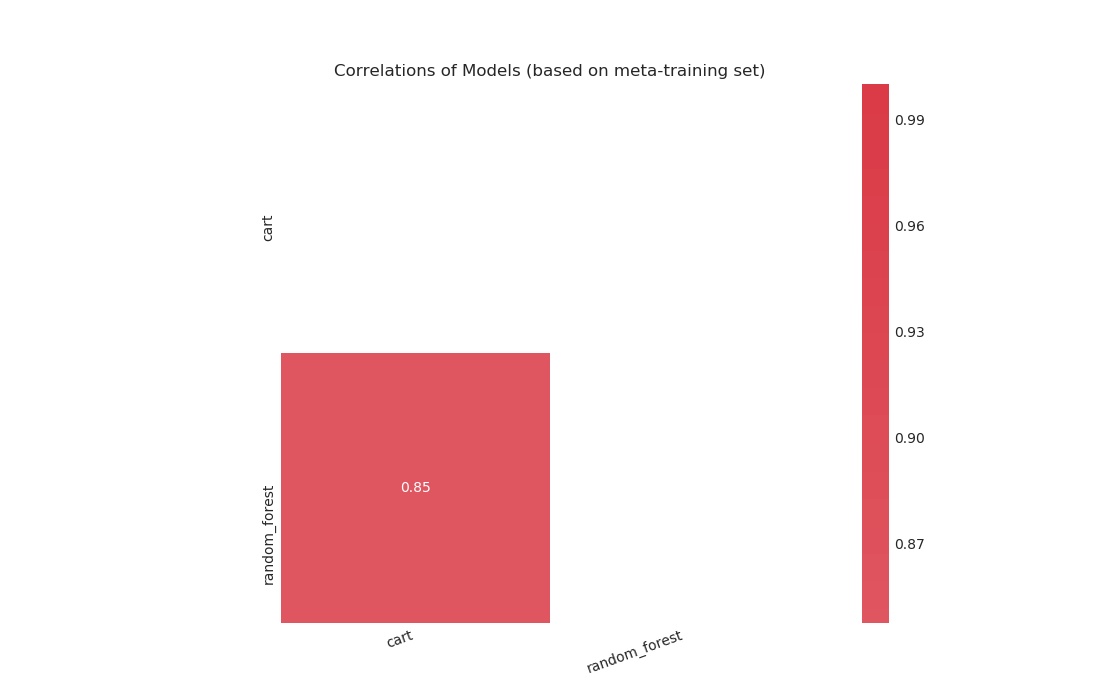 Correlations of Models (based on meta-training set)
cart
random_forest
0.85
cart
random_forest
0.99
0.96
0.93
0.90
0.87